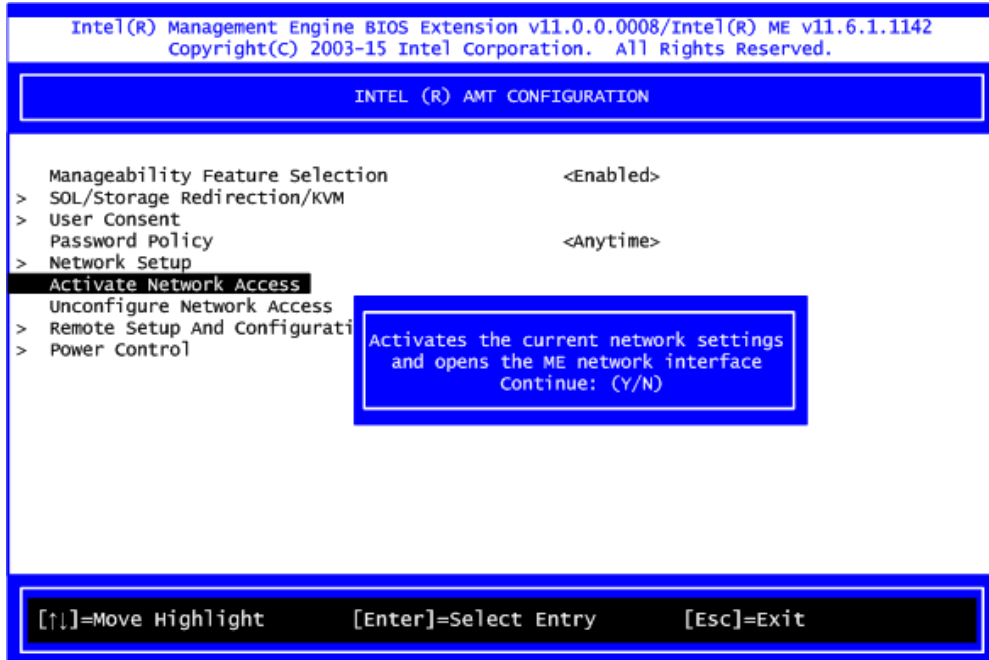 Intel(R) Management Engine BIOS Extension v11.0.0.0008/Intel(R) ME v11.6.1.1142
Copyright(C) 2003-15 Intel Corporation. All Rights Reserved.
INTEL (R) AMT CONFIGURATION
Manageability Feature Selection <Enabled>
> SOL/Storage Redirection/KVM
> User Consent
Password Policy <Anytime>
> Network Setup
Activate Network Access
Unconfigure Network Access
> Remote Setup And Configurati
> Power Control
Activates the current network settings
and opens the ME network interface
Continue: (Y/N)
[↑↓]=Move Highlight [Enter]=Select Entry [Esc]=Exit